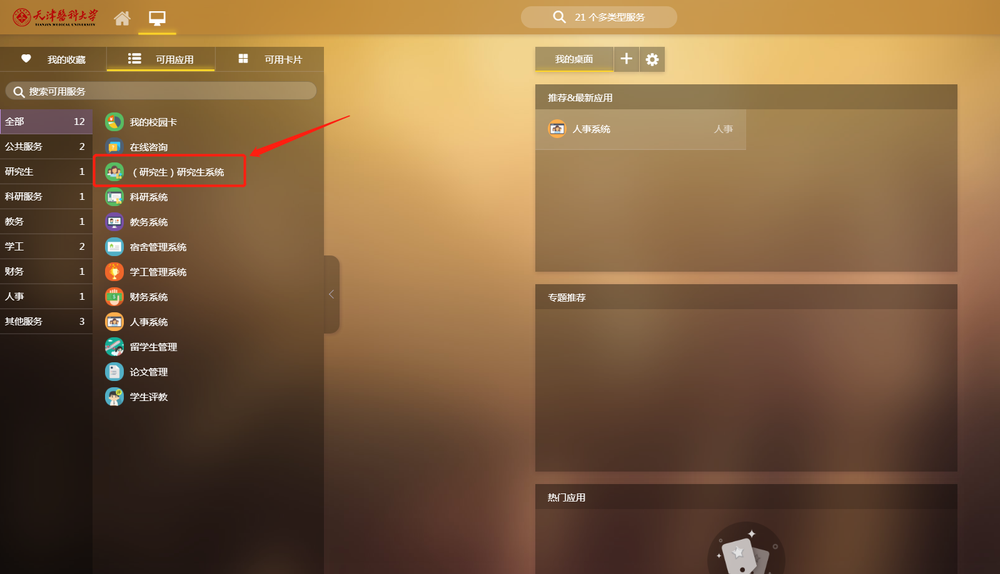 天津醫科大学
TIANJIN MEDICAL UNIVERSITY
21 个多类型服务
我的收藏
可用应用
可用卡片
搜索可用服务
全部 12
公共服务 2
研究生 1
科研服务 1
教务 1
学工 2
财务 1
人事 1
其他服务 3
我的校园卡
在线咨询
（研究生）研究生系统
科研系统
教务系统
宿舍管理系统
学工管理系统
财务系统
人事系统
留学生管理
论文管理
学生评教
我的桌面
推荐&最新应用
人事系统 人事
专题推荐
热门应用